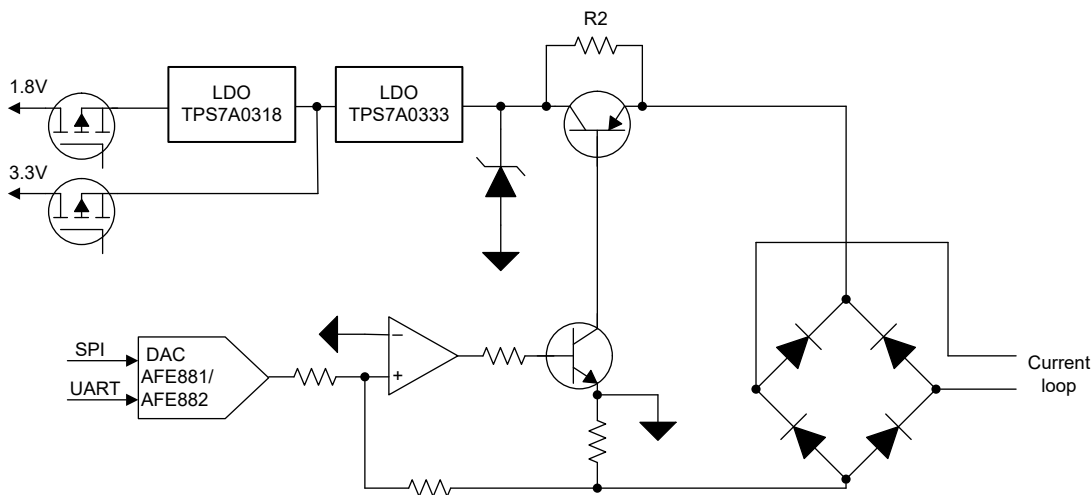 R2
1.8V
LDO
TPS7A0318
LDO
TPS7A0333
3.3V
SPI
UART
DAC
AFE881/
AFE882
−
+
Current
loop